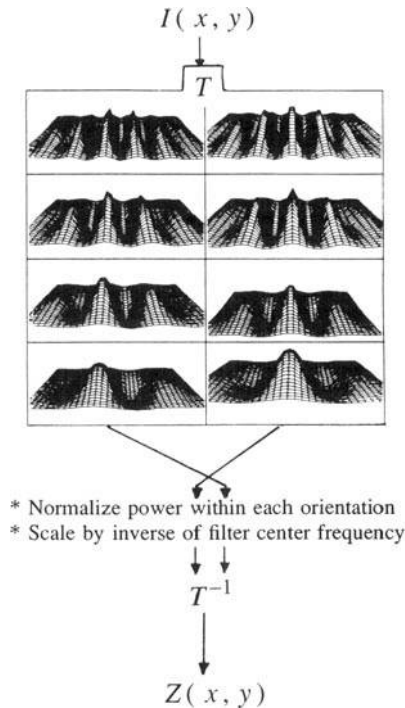 I( x , y )
T
* Normalize power within each orientation
* Scale by inverse of filter center frequency
T⁻¹
Z( x , y )